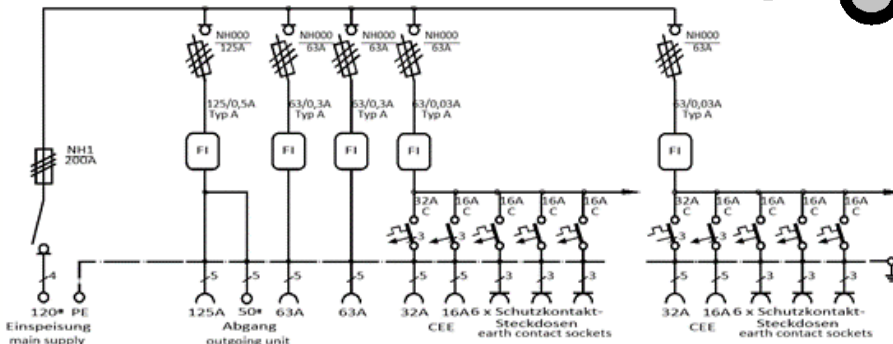 NH000 NH000 NH000 NH000 NH000
125A 63A 63A 63A 63A
125/0,5A 63/0,3A 63/0,3A 63/0,03A 63/0,03A
Typ A Typ A Typ A Typ A Typ A
NH1
200A
FI FI FI FI FI
32A 16A 16A 16A 16A 32A 16A 16A 16A 16A
C C C C C C C C C C
3 3 3 3
4 5 5 5 5 5 5 3 3 3 5 5 3 3 3
120* PE 125A 50* 63A 63A 32A 16A 6 x Schutzkontakt- 32A 16A 6 x Schutzkontakt-
Einspeisung Abgang CEE Steckdosen CEE Steckdosen
main supply outgoing unit earth contact sockets earth contact sockets